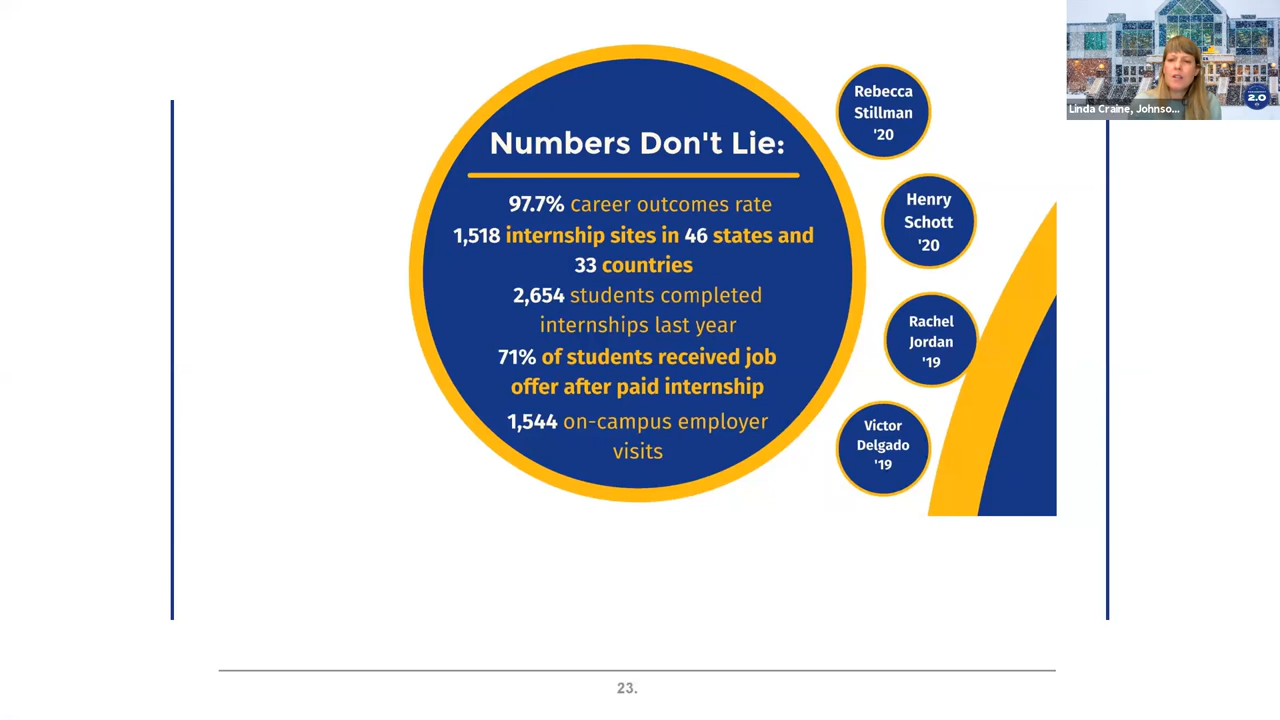 Numbers Don't Lie:
97.7% career outcomes rate
1,518 internship sites in 46 states and
33 countries
2,654 students completed
internships last year
71% of students received job
offer after paid internship
1,544 on-campus employer
visits
Rebecca
Stillman
'20
Henry
Schott
'20
Rachel
Jordan
'19
Victor
Delgado
'19
2.0
Linda Craine, Johnso...
23.